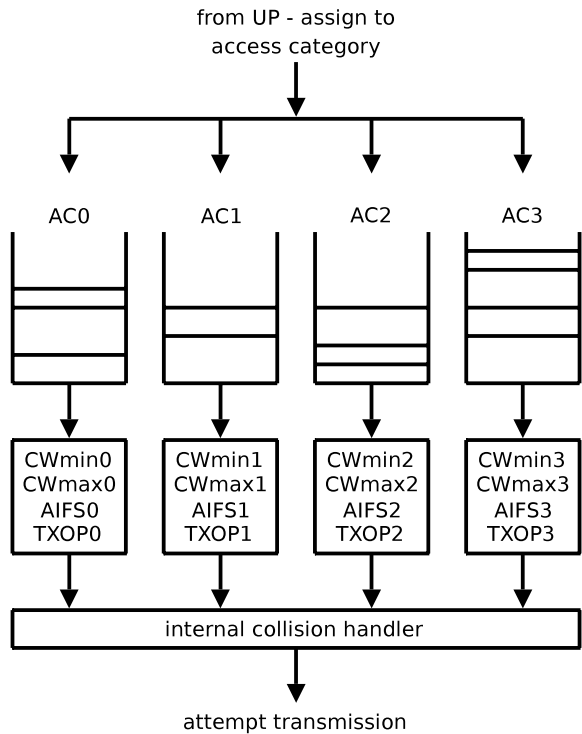 from UP - assign to
access category
AC0
AC1
AC2
AC3
CWmin0
CWmax0
AIFS0
TXOP0
CWmin1
CWmax1
AIFS1
TXOP1
CWmin2
CWmax2
AIFS2
TXOP2
CWmin3
CWmax3
AIFS3
TXOP3
internal collision handler
attempt transmission